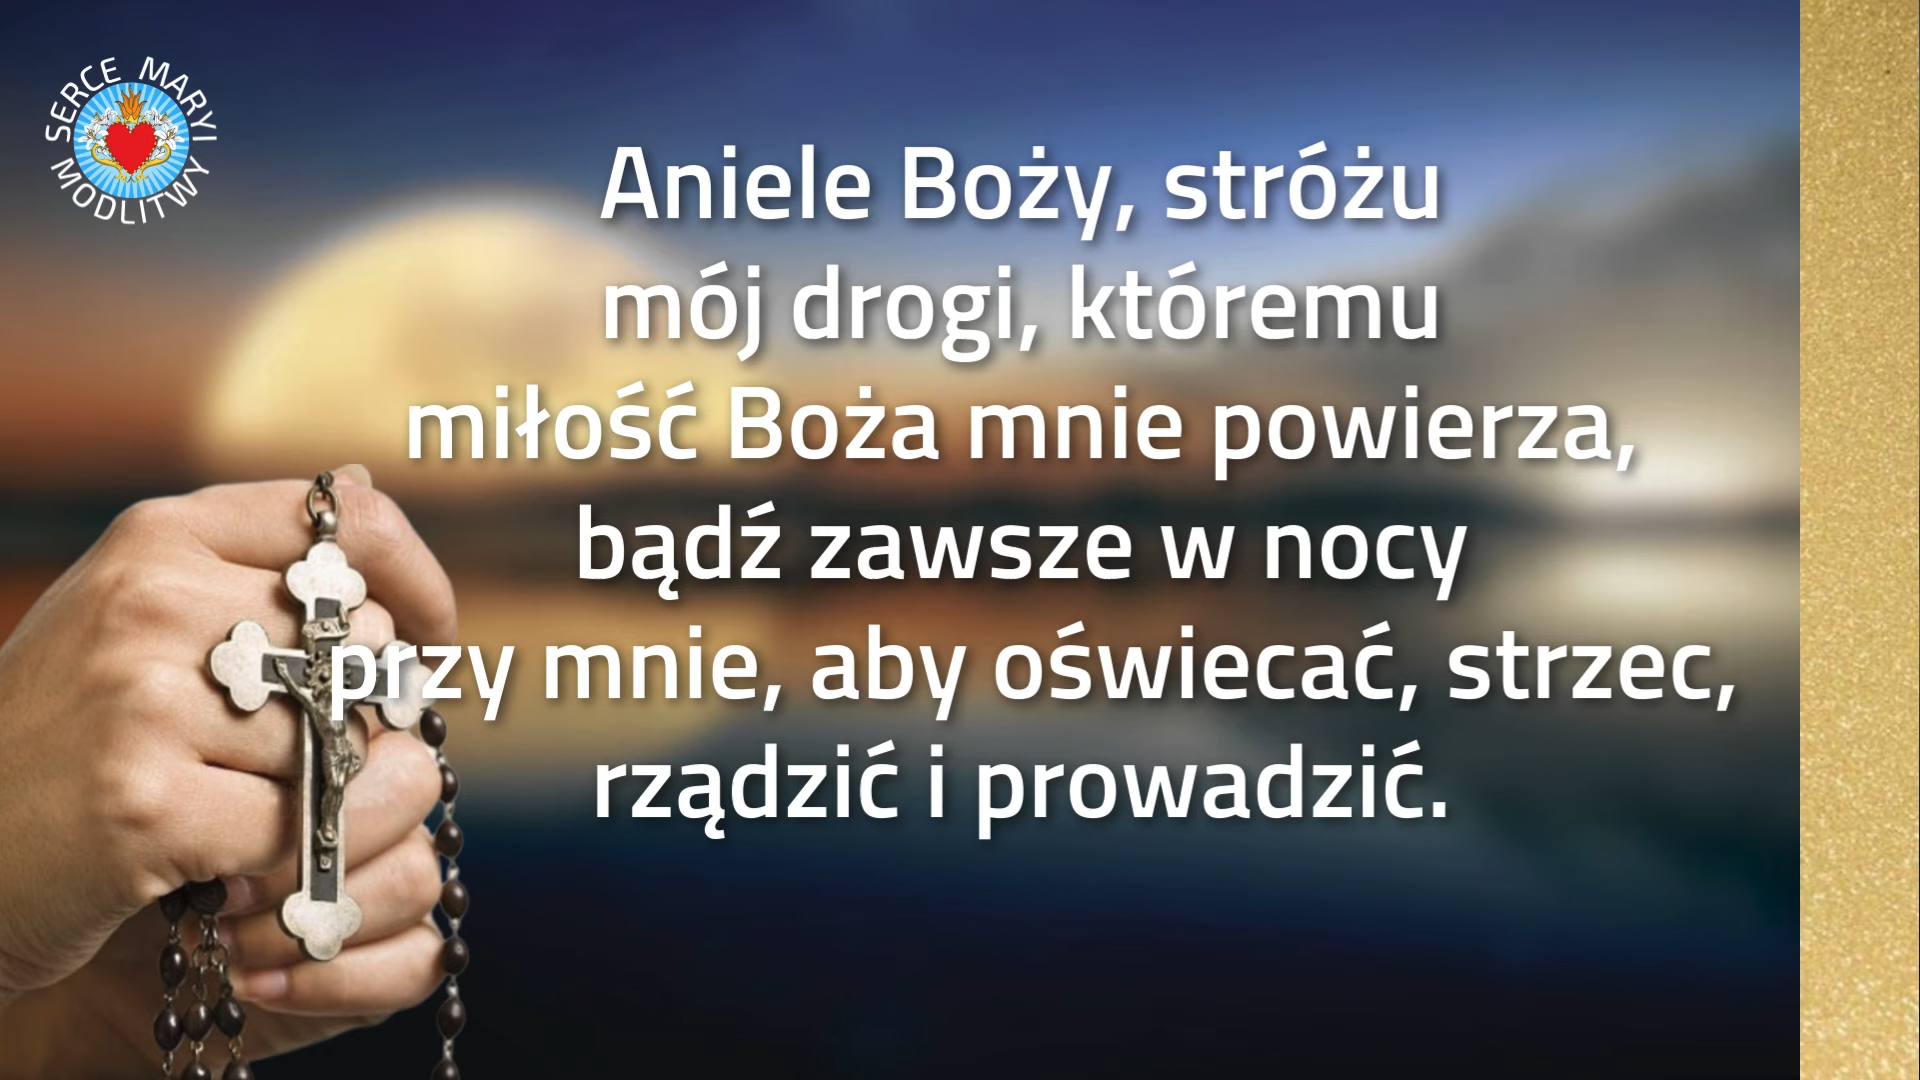 SERCE MARYI
MODLITWY
Aniele Boży, stróżu
mój drogi, któremu
miłość Boża mnie powierza,
bądź zawsze w nocy
przy mnie, aby oświecać, strzec,
rządzić i prowadzić.